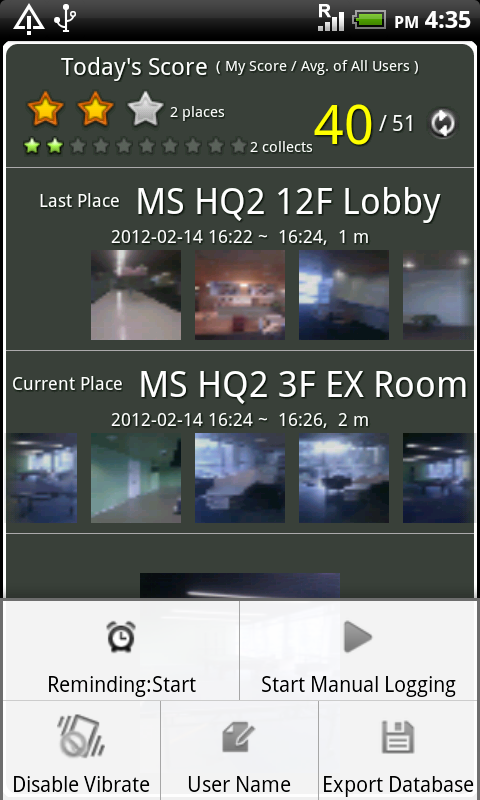 R PM 4:35
Today's Score ( My Score / Avg. of All Users )
2 places
40 / 51
2 collects
Last Place MS HQ2 12F Lobby
2012-02-14 16:22 ~ 16:24, 1 m
Current Place MS HQ2 3F EX Room
2012-02-14 16:24 ~ 16:26, 2 m
Reminding:Start Start Manual Logging
Disable Vibrate User Name Export Database